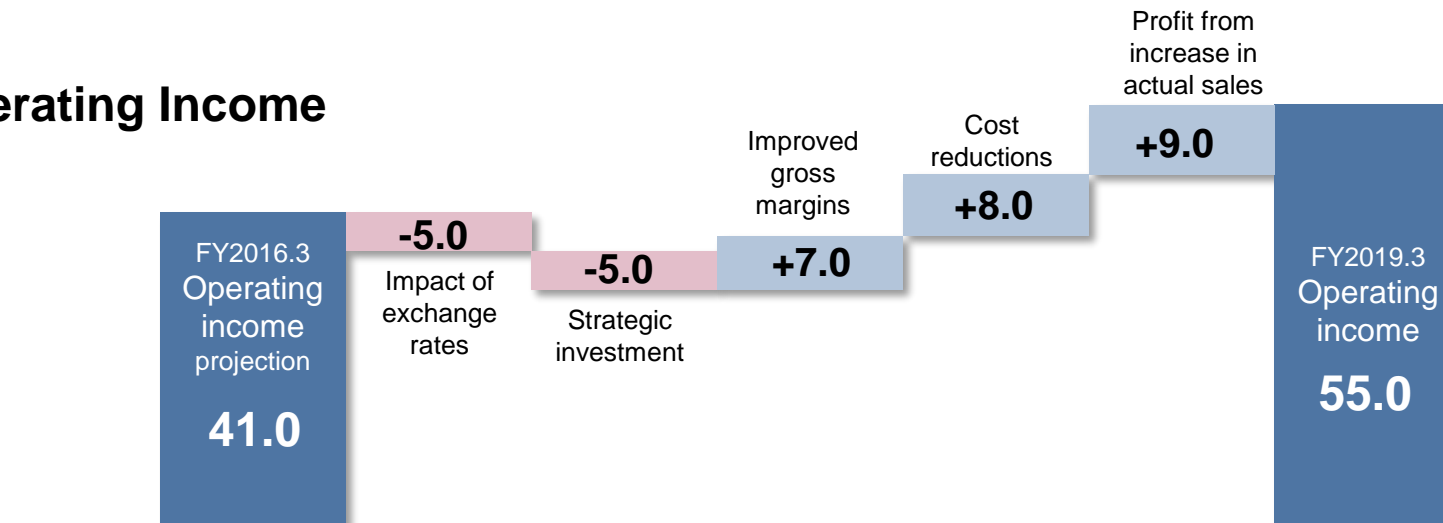 erating Income
FY2016.3
Operating
income
projection
41.0
-5.0
Impact of
exchange
rates
-5.0
Strategic
investment
Improved
gross
margins
+7.0
Cost
reductions
+8.0
Profit from
increase in
actual sales
+9.0
FY2019.3
Operating
income
55.0